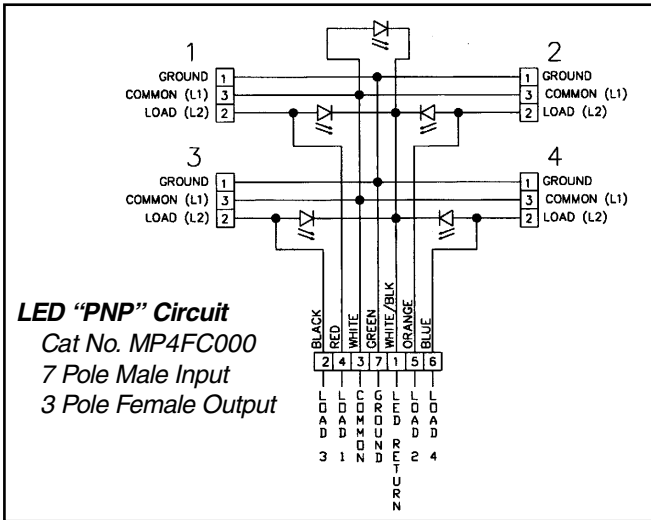 1
GROUND 1
COMMON (L1) 3
LOAD (L2) 2
2
1 GROUND
3 COMMON (L1)
2 LOAD (L2)
3
GROUND 1
COMMON (L1) 3
LOAD (L2) 2
4
1 GROUND
3 COMMON (L1)
2 LOAD (L2)
LED “PNP” Circuit
Cat No. MP4FC000
7 Pole Male Input
3 Pole Female Output
BLACK
RED
WHITE
GREEN
WHITE/BLK
ORANGE
BLUE
2 4 3 7 1 5 6
LOAD 3
LOAD 1
COMMON
GROUND
LED RETURN
LOAD 2
LOAD 4